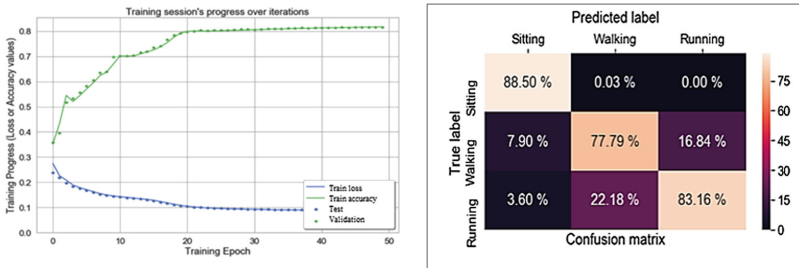 Training session's progress over iterations
Training Progress (Loss or Accuracy values)
0.8
0.7
0.6
0.5
0.4
0.3
0.2
0.1
0.0
0 10 20 30 40 50
Training Epoch
Train loss
Train accuracy
Test
Validation
Predicted label
Sitting Walking Running
True label
Sitting 88.50 % 0.03 % 0.00 %
Walking 7.90 % 77.79 % 16.84 %
Running 3.60 % 22.18 % 83.16 %
75
60
45
30
15
0
Confusion matrix